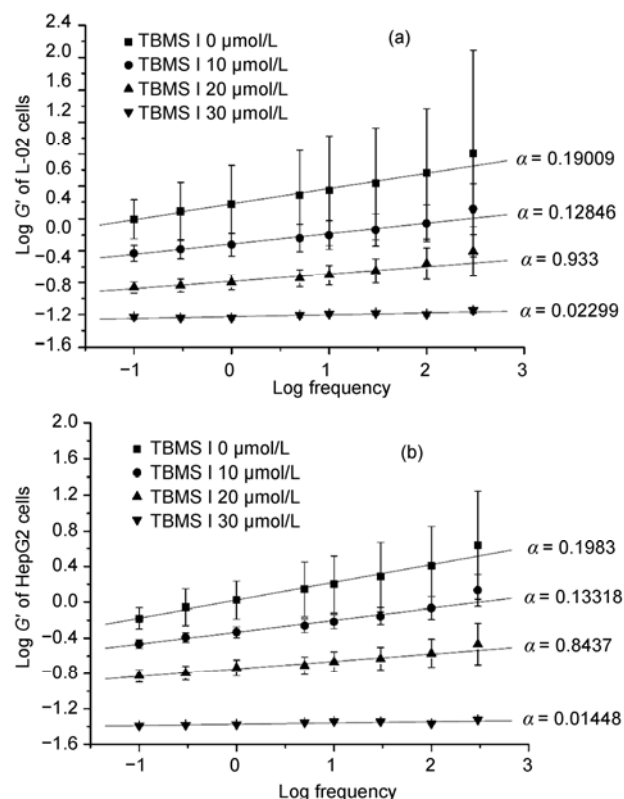 2.4
2.0
1.6
1.2
0.6
0.4
0.0
−0.4
−0.8
−1.2
−1.6
Log G′ of L-02 cells
(a)
TBMS I 0 μmol/L
TBMS I 10 μmol/L
TBMS I 20 μmol/L
TBMS I 30 μmol/L
α = 0.19009
α = 0.12846
α = 0.933
α = 0.02299
−1 0 1 2 3
Log frequency
2.0
1.6
1.2
0.8
0.4
0.0
−0.4
−0.8
−1.2
−1.6
Log G′ of HepG2 cells
(b)
TBMS I 0 μmol/L
TBMS I 10 μmol/L
TBMS I 20 μmol/L
TBMS I 30 μmol/L
α = 0.1983
α = 0.13318
α = 0.8437
α = 0.01448
−1 0 1 2 3
Log frequency